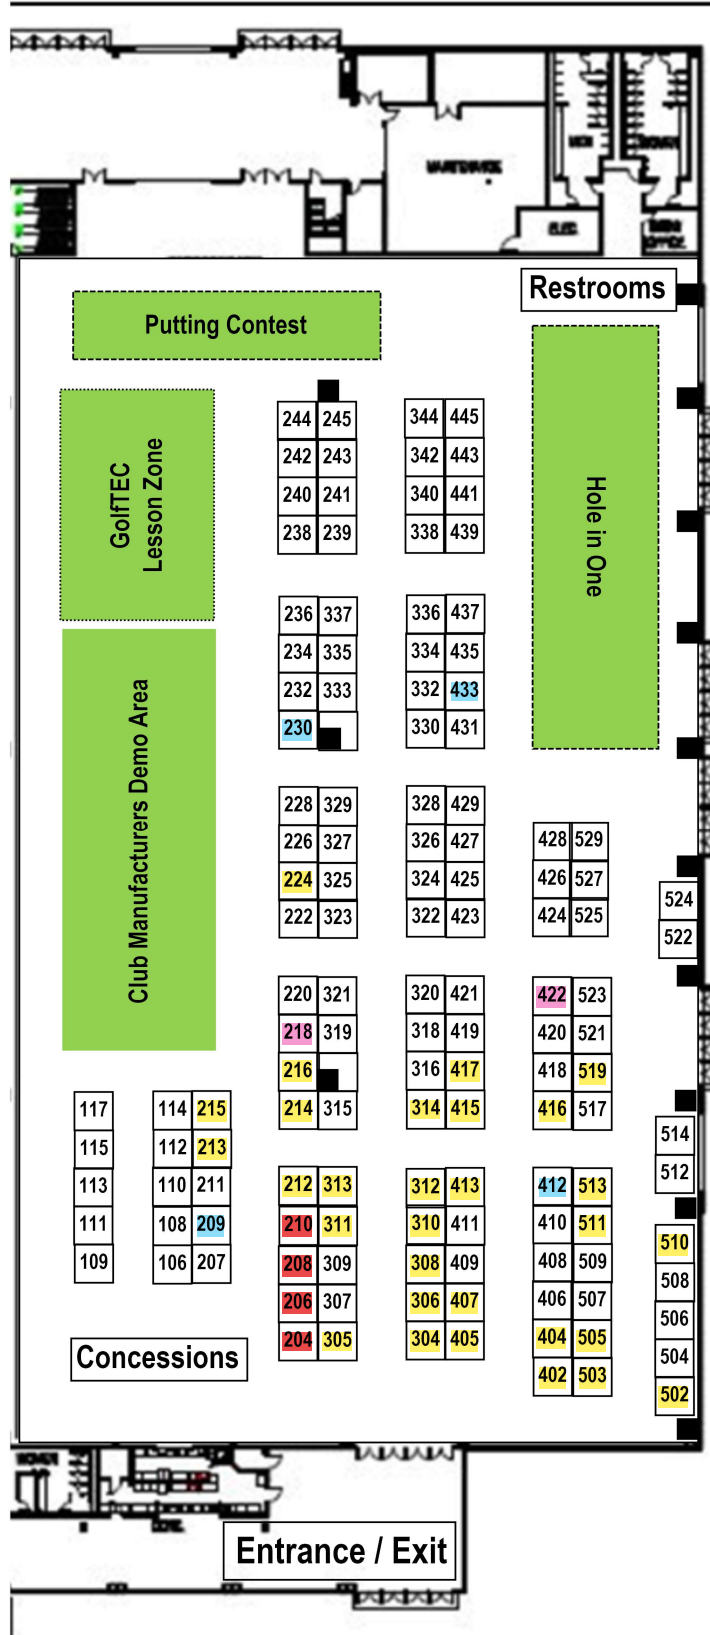 MEN
WOMEN
MAINTENANCE
ELEC.
Restrooms
Putting Contest
GolfTEC
Lesson Zone
Hole in One
Club Manufacturers Demo Area
244 245 344 445
242 243 342 443
240 241 340 441
238 239 338 439
236 337 336 437
234 335 334 435
232 333 332 433
230 330 431
228 329 328 429
226 327 326 427 428 529
224 325 324 425 426 527
222 323 322 423 424 525
524
522
220 321 320 421 422 523
218 319 318 419 420 521
216 316 417 418 519
214 315 314 415 416 517
117 114 215
115 112 213
113 110 211
111 108 209
109 106 207
514
512
212 313 312 413 412 513
210 311 310 411 410 511
208 309 308 409 408 509
206 307 306 407 406 507
204 305 304 405 404 505
402 503
510
508
506
504
502
Concessions
WOMEN
CONC.
Entrance / Exit